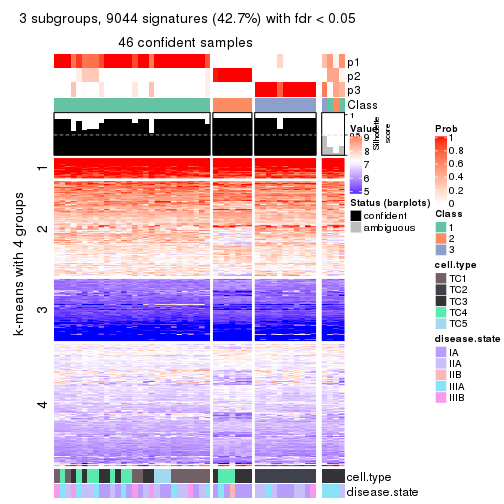 3 subgroups, 9044 signatures (42.7%) with fdr < 0.05
46 confident samples
p1
p2
p3
Class
1
Silhouette
score
k-means with 4 groups
1
2
3
4
cell.type
disease.state
Value
9
8
7
6
5
Status (barplots)
confident
ambiguous
Prob
1
0.8
0.6
0.4
0.2
0
Class
1
2
3
cell.type
TC1
TC2
TC3
TC4
TC5
disease.state
IA
IIA
IIB
IIIA
IIIB